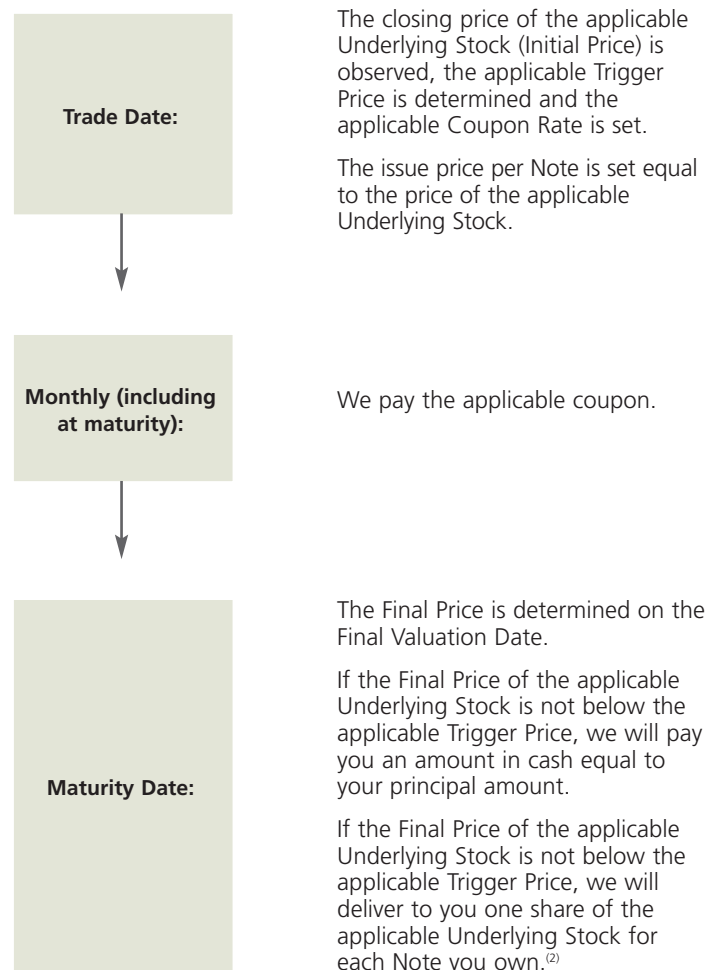 Trade Date:
The closing price of the applicable
Underlying Stock (Initial Price) is
observed, the applicable Trigger
Price is determined and the
applicable Coupon Rate is set.
The issue price per Note is set equal
to the price of the applicable
Underlying Stock.
Monthly (including
at maturity):
We pay the applicable coupon.
Maturity Date:
The Final Price is determined on the
Final Valuation Date.
If the Final Price of the applicable
Underlying Stock is not below the
applicable Trigger Price, we will pay
you an amount in cash equal to
your principal amount.
If the Final Price of the applicable
Underlying Stock is not below the
applicable Trigger Price, we will
deliver to you one share of the
applicable Underlying Stock for
each Note you own.(2)